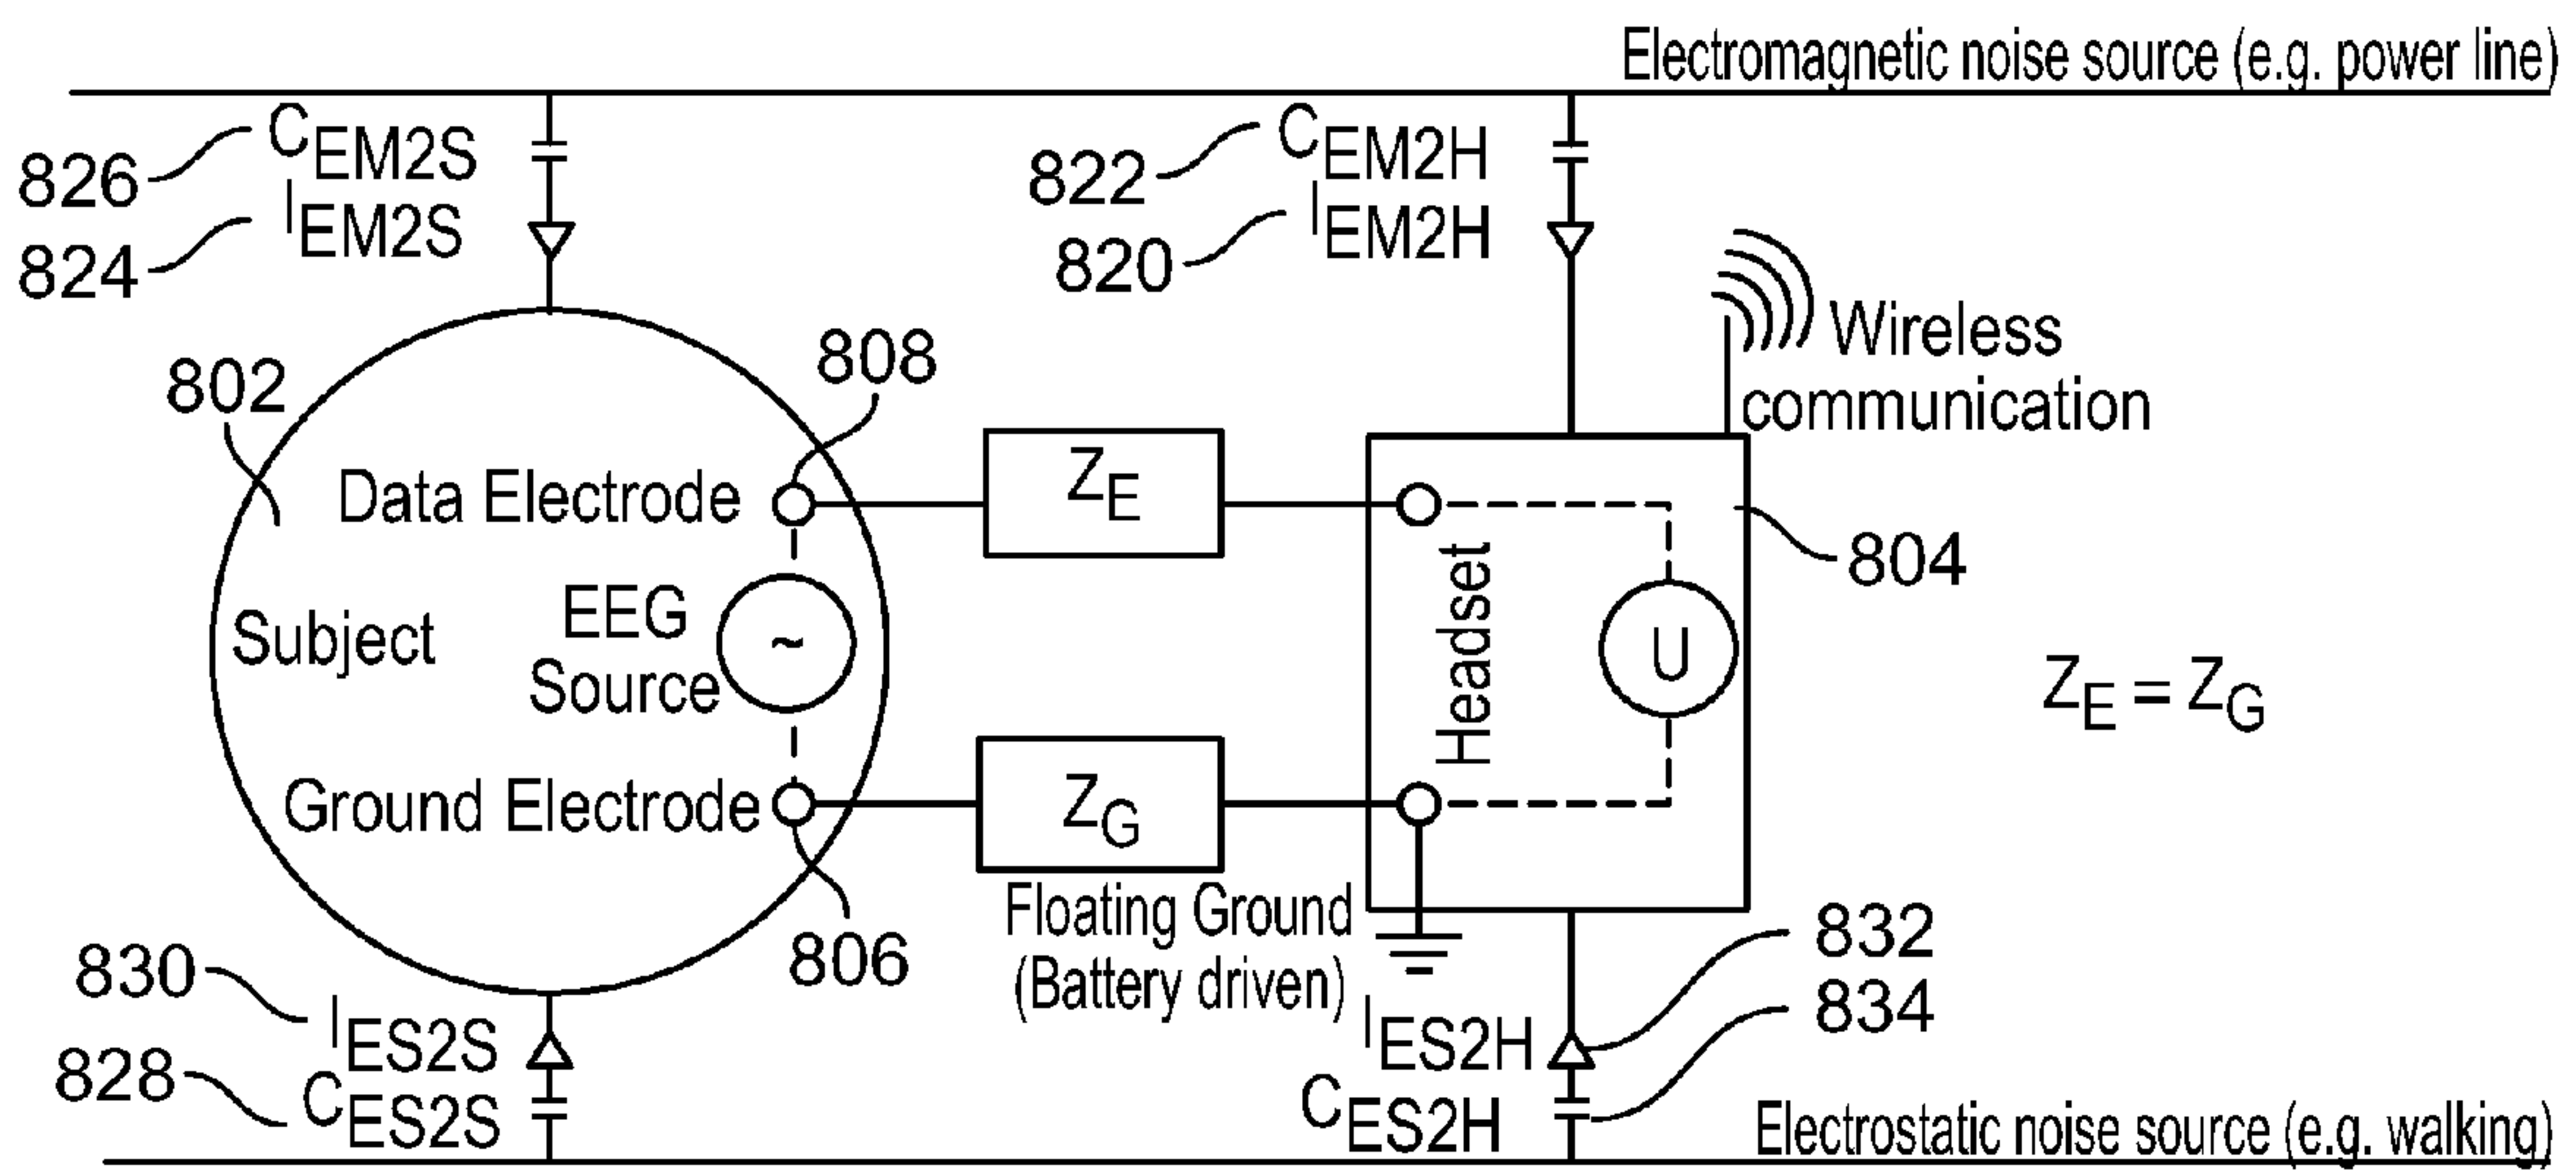 Electromagnetic noise source (e.g. power line)
826
CEM2S
824
IEM2S
822
CEM2H
820
IEM2H
Wireless
communication
802
808
Data Electrode
ZE
804
Subject
EEG
Source
~
Headset
U
ZE = ZG
Ground Electrode
ZG
806
Floating Ground
(Battery driven)
830
IES2S
828
CES2S
832
IES2H
834
CES2H
Electrostatic noise source (e.g. walking)